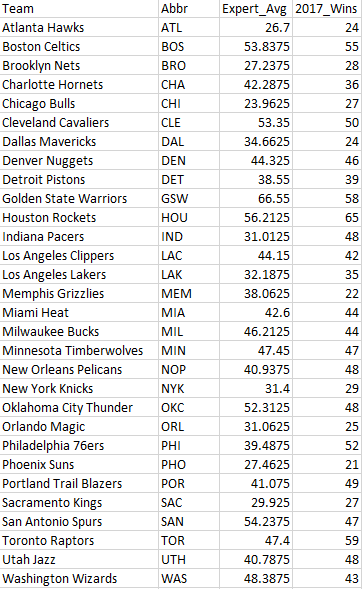 Team Abbr Expert_Avg 2017_Wins
Atlanta Hawks ATL 26.7 24
Boston Celtics BOS 53.8375 55
Brooklyn Nets BRO 27.2375 28
Charlotte Hornets CHA 42.2875 36
Chicago Bulls CHI 23.9625 27
Cleveland Cavaliers CLE 53.35 50
Dallas Mavericks DAL 34.6625 24
Denver Nuggets DEN 44.325 46
Detroit Pistons DET 38.55 39
Golden State Warriors GSW 66.55 58
Houston Rockets HOU 56.2125 65
Indiana Pacers IND 31.0125 48
Los Angeles Clippers LAC 44.15 42
Los Angeles Lakers LAK 32.1875 35
Memphis Grizzlies MEM 38.0625 22
Miami Heat MIA 42.6 44
Milwaukee Bucks MIL 46.2125 44
Minnesota Timberwolves MIN 47.45 47
New Orleans Pelicans NOP 40.9375 48
New York Knicks NYK 31.4 29
Oklahoma City Thunder OKC 52.3125 48
Orlando Magic ORL 31.0625 25
Philadelphia 76ers PHI 39.4875 52
Phoenix Suns PHO 27.4625 21
Portland Trail Blazers POR 41.075 49
Sacramento Kings SAC 29.925 27
San Antonio Spurs SAN 54.2375 47
Toronto Raptors TOR 47.4 59
Utah Jazz UTH 40.7875 48
Washington Wizards WAS 48.3875 43